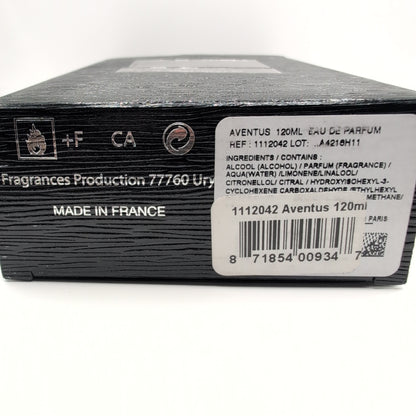 +F CA
Fragrances Production 77760 Ury
MADE IN FRANCE
AVENTUS 120ML EAU DE PARFUM
REF : 1112042 LOT: ..A4216H11
INGREDIENTS / CONTAINS :
ALCOOL (ALCOHOL) / PARFUM (FRAGRANCE) /
AQUA(WATER) /LIMONENE/LINALOOL/
CITRONELLOL/ CITRAL / HYDROXYISOHEXYL-3-
CYCLOHEXENE CARBOXALDEHYDE /ETHYLHEXYL
METHANE/
1112042 Aventus 120ml
PARIS
8 71854 00934 7